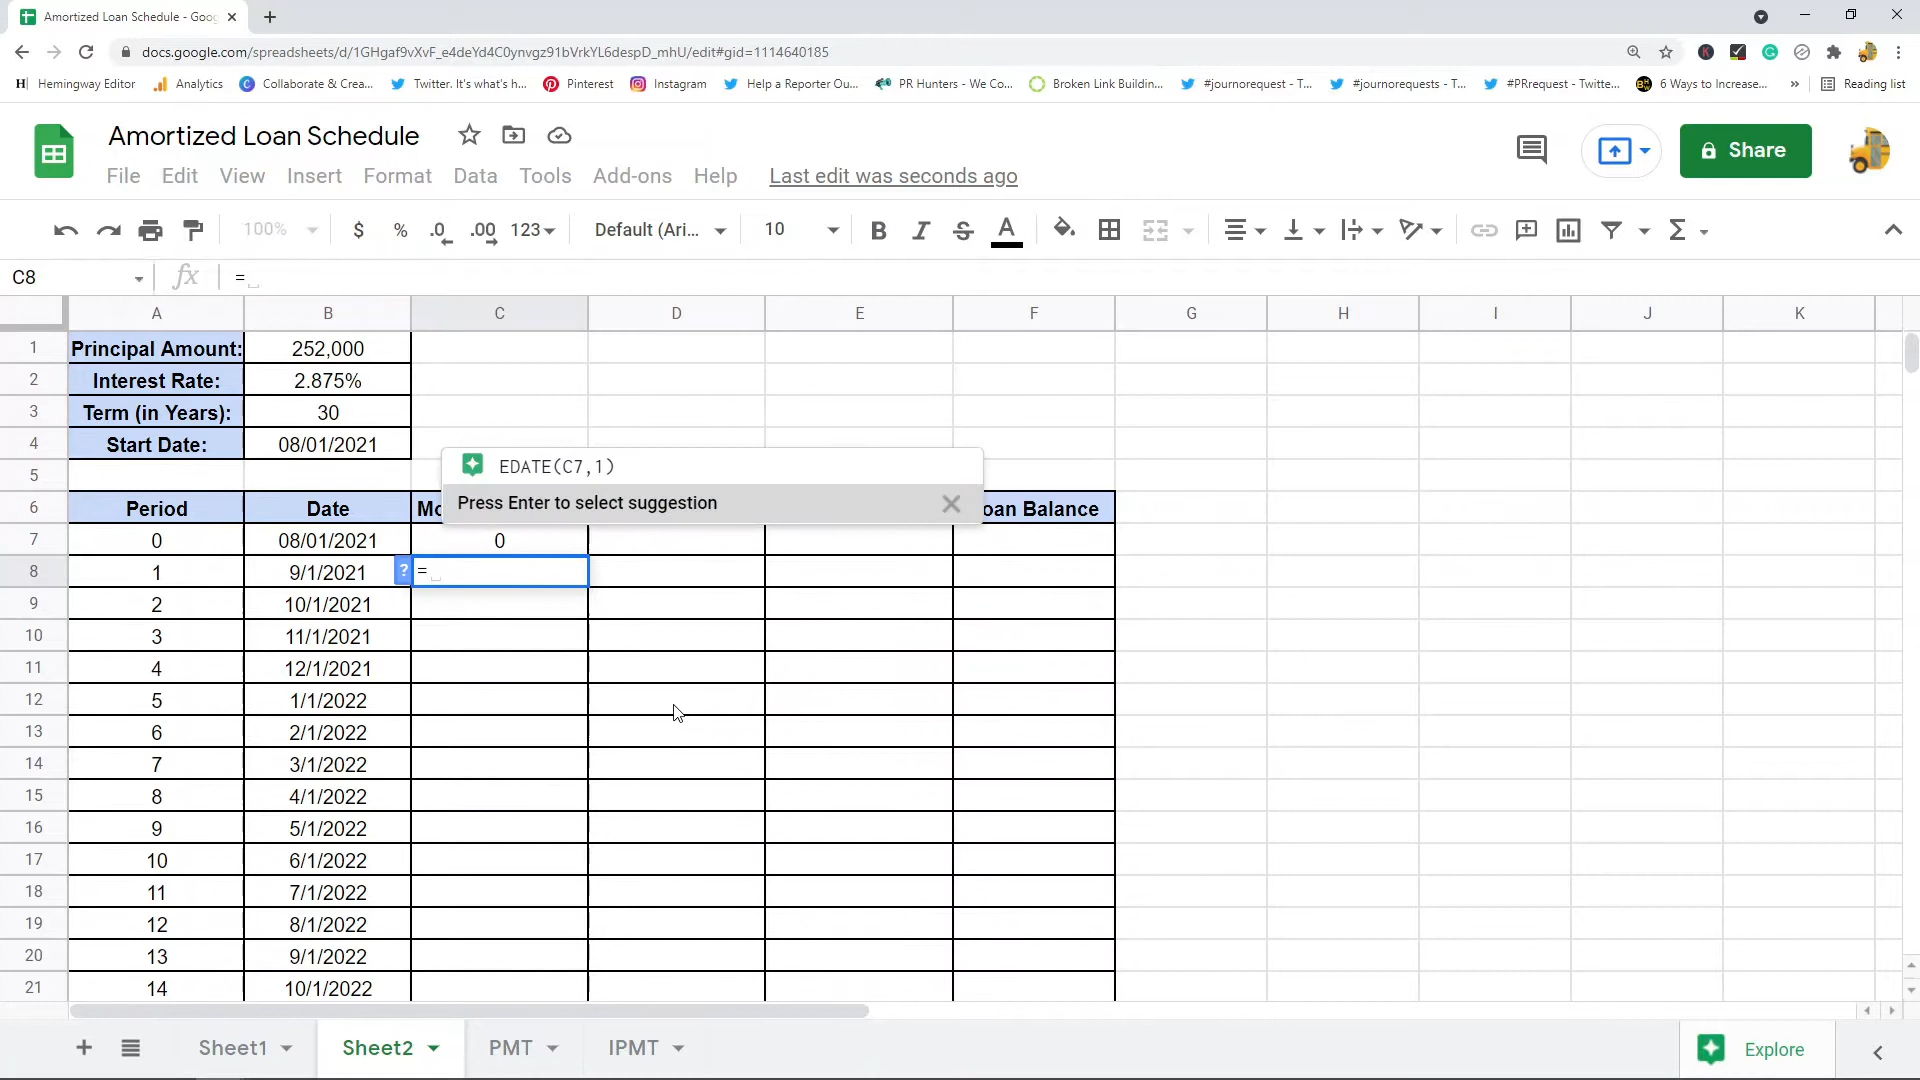 Amortized Loan Schedule - Goo
docs.google.com/spreadsheets/d/1GHgaf9vXvF_e4deYd4C0ynvgz91bVrkYL6despD_mhU/edit#gid=1114640185
Hemingway Editor Analytics Collaborate & Crea... Twitter. It's what's h... Pinterest Instagram Help a Reporter Ou... PR Hunters - We Co... Broken Link Buildin... #journorequest - T... #journorequests - T... #PRrequest - Twitte... 6 Ways to Increase... » Reading list
Amortized Loan Schedule
Share
File Edit View Insert Format Data Tools Add-ons Help Last edit was seconds ago
100% $ % .0 .00 123 Default (Ari... 10 B I S A Σ
C8 fx =
A B C D E F G H I J K
1 Principal Amount: 252,000
2 Interest Rate: 2.875%
3 Term (in Years): 30
4 Start Date: 08/01/2021
EDATE(C7,1)
5
Press Enter to select suggestion
6 Period Date Mo oan Balance
7 0 08/01/2021 0
8 1 9/1/2021 ? =
9 2 10/1/2021
10 3 11/1/2021
11 4 12/1/2021
12 5 1/1/2022
13 6 2/1/2022
14 7 3/1/2022
15 8 4/1/2022
16 9 5/1/2022
17 10 6/1/2022
18 11 7/1/2022
19 12 8/1/2022
20 13 9/1/2022
21 14 10/1/2022
Sheet1 Sheet2 PMT IPMT Explore